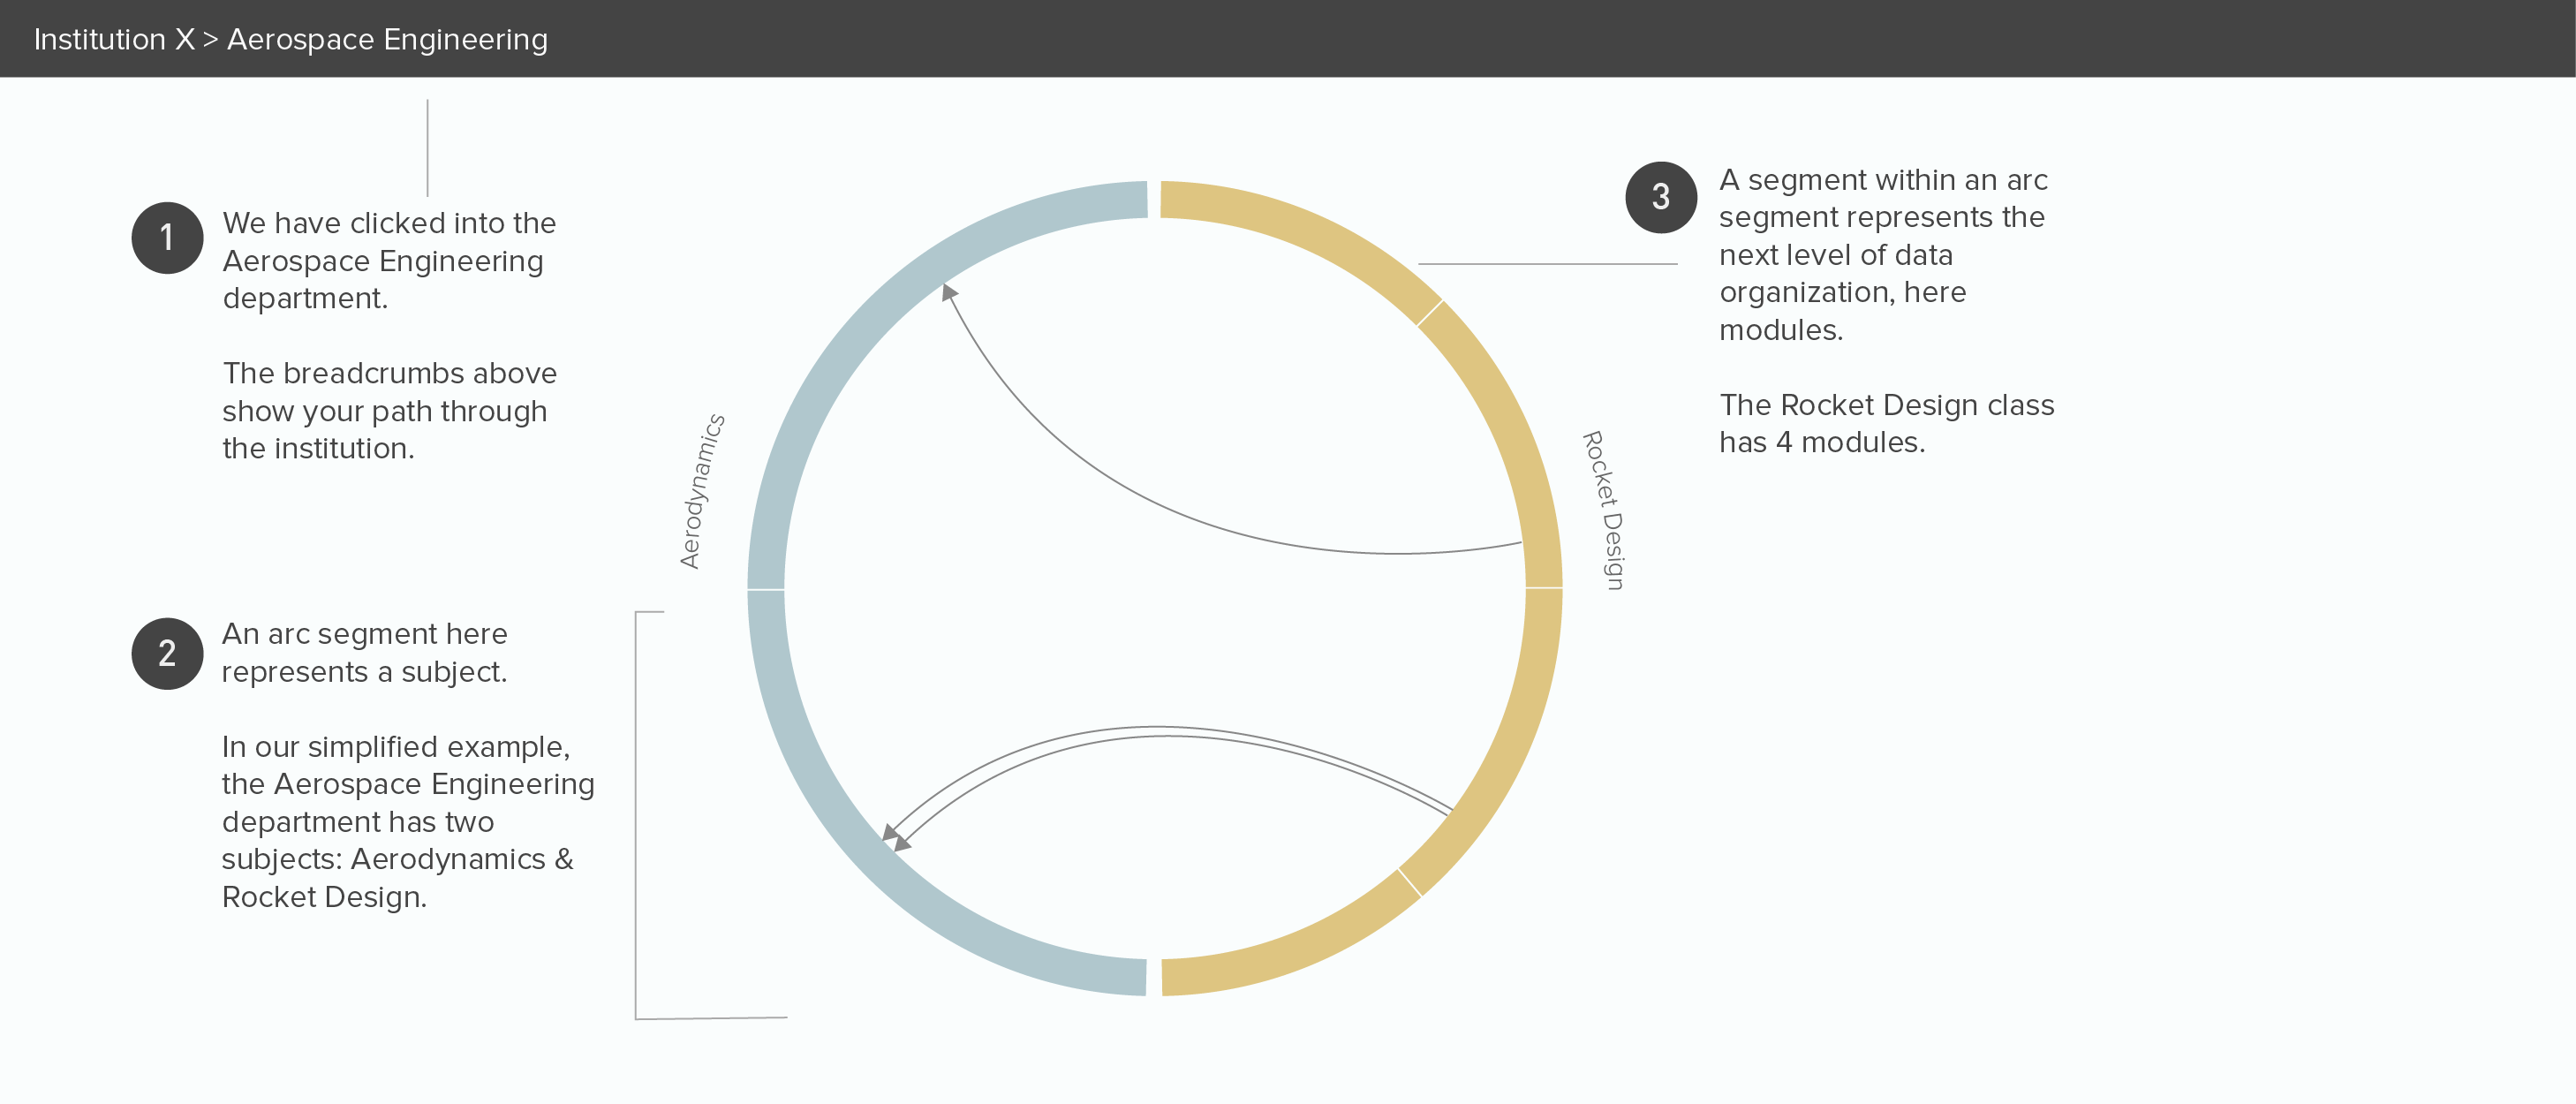 Institution X > Aerospace Engineering
1
We have clicked into the
Aerospace Engineering
department.
The breadcrumbs above
show your path through
the institution.
2
An arc segment here
represents a subject.
In our simplified example,
the Aerospace Engineering
department has two
subjects: Aerodynamics &
Rocket Design.
Aerodynamics
Rocket Design
3
A segment within an arc
segment represents the
next level of data
organization, here
modules.
The Rocket Design class
has 4 modules.